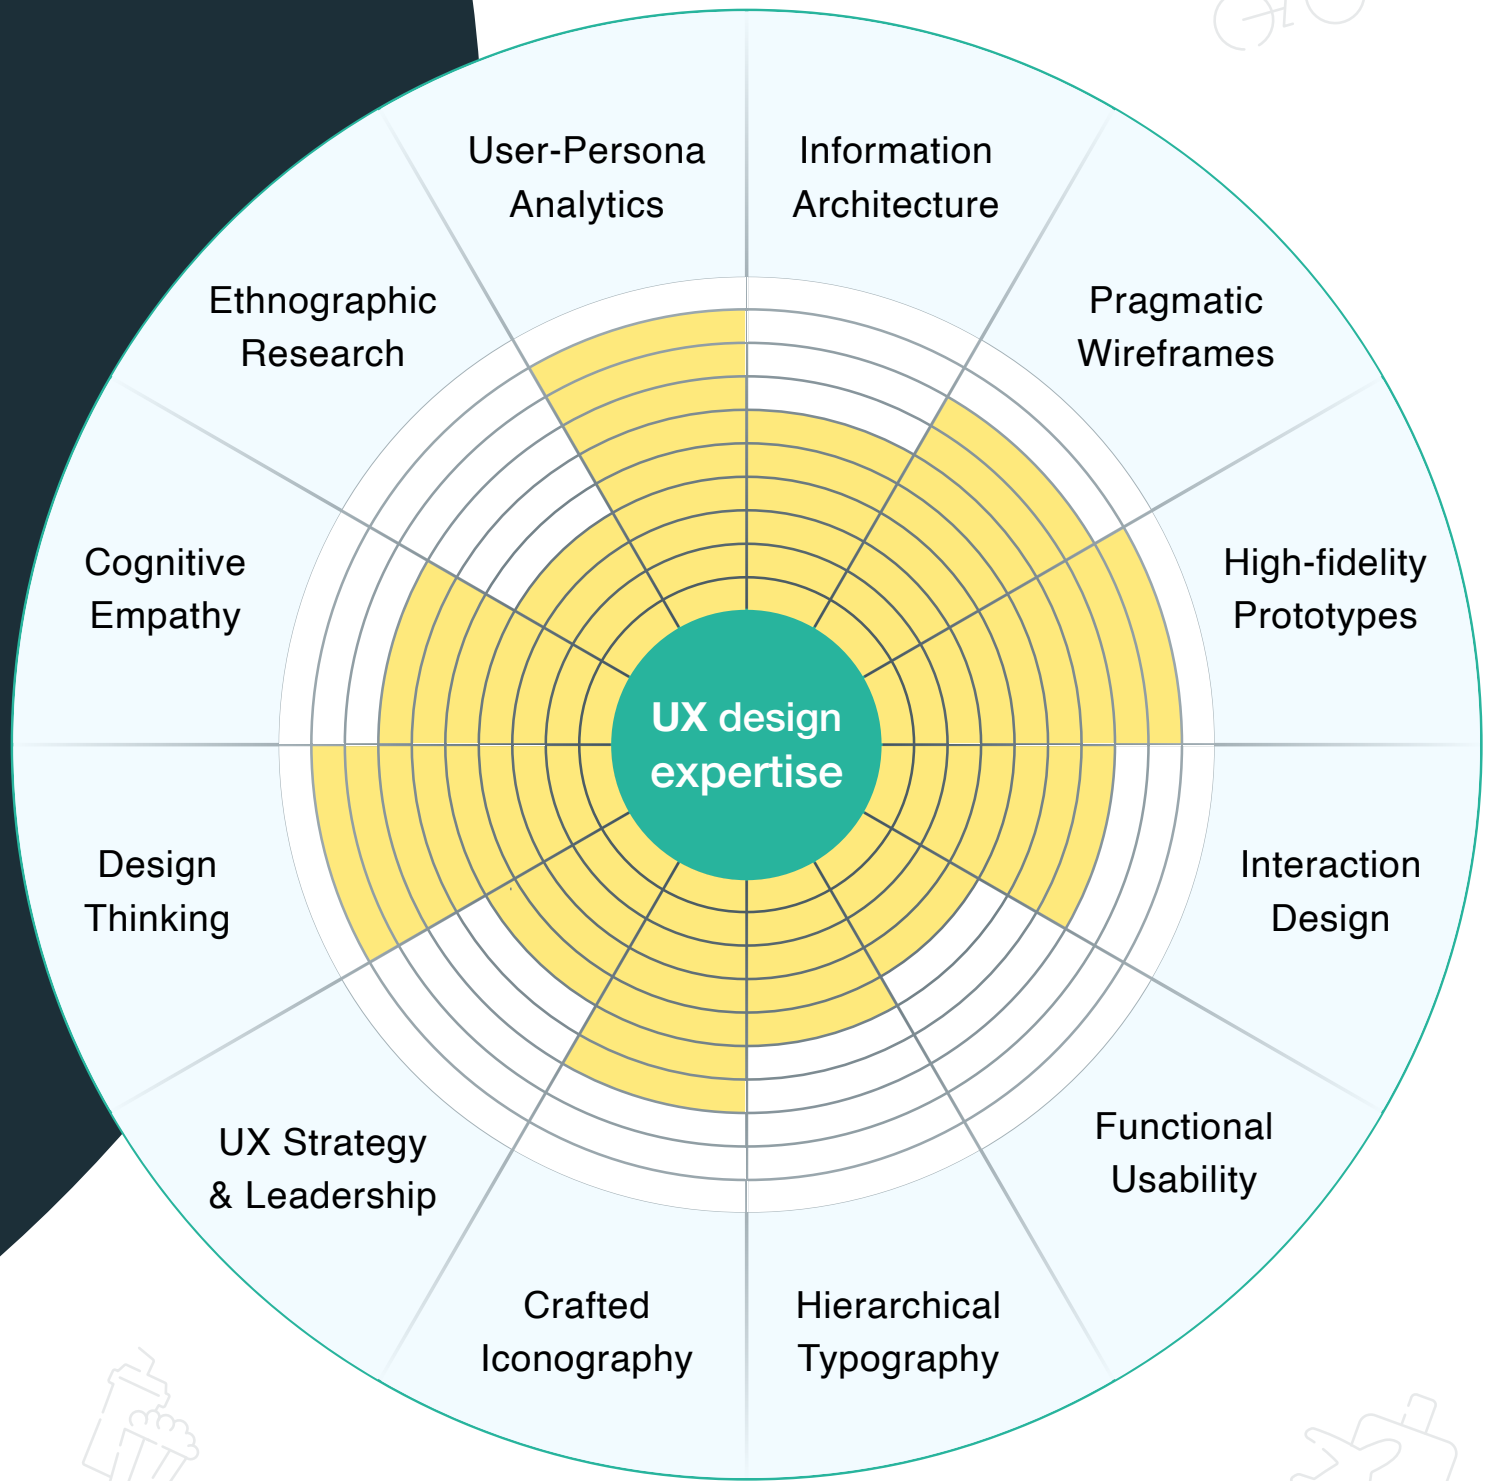 User-Persona
Analytics
Information
Architecture
Pragmatic
Wireframes
High-fidelity
Prototypes
Interaction
Design
Functional
Usability
Hierarchical
Typography
Crafted
Iconography
UX Strategy
& Leadership
Design
Thinking
Cognitive
Empathy
Ethnographic
Research
UX design
expertise